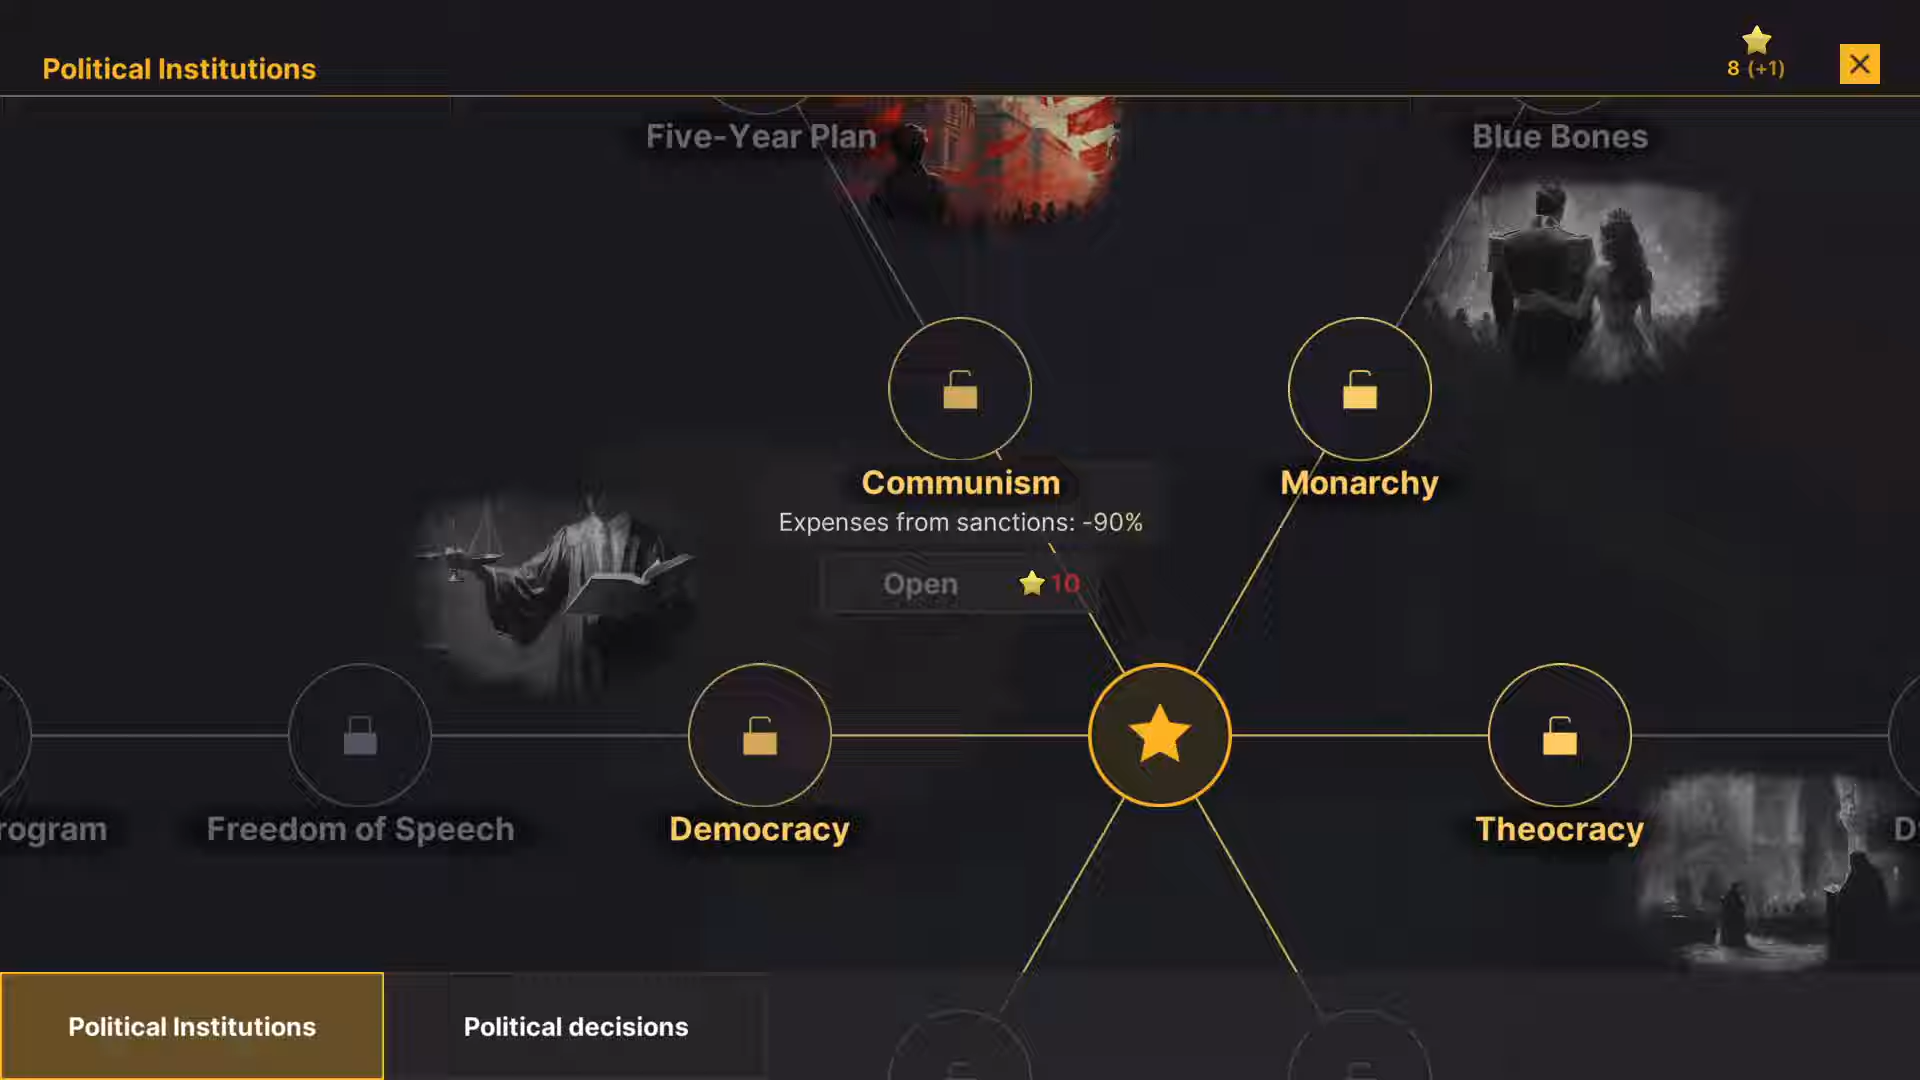 Political Institutions
8 (+1)
Five-Year Plan
Blue Bones
Communism
Monarchy
Expenses from sanctions: -90%
Open
10
rogram
Freedom of Speech
Democracy
Theocracy
Political Institutions
Political decisions